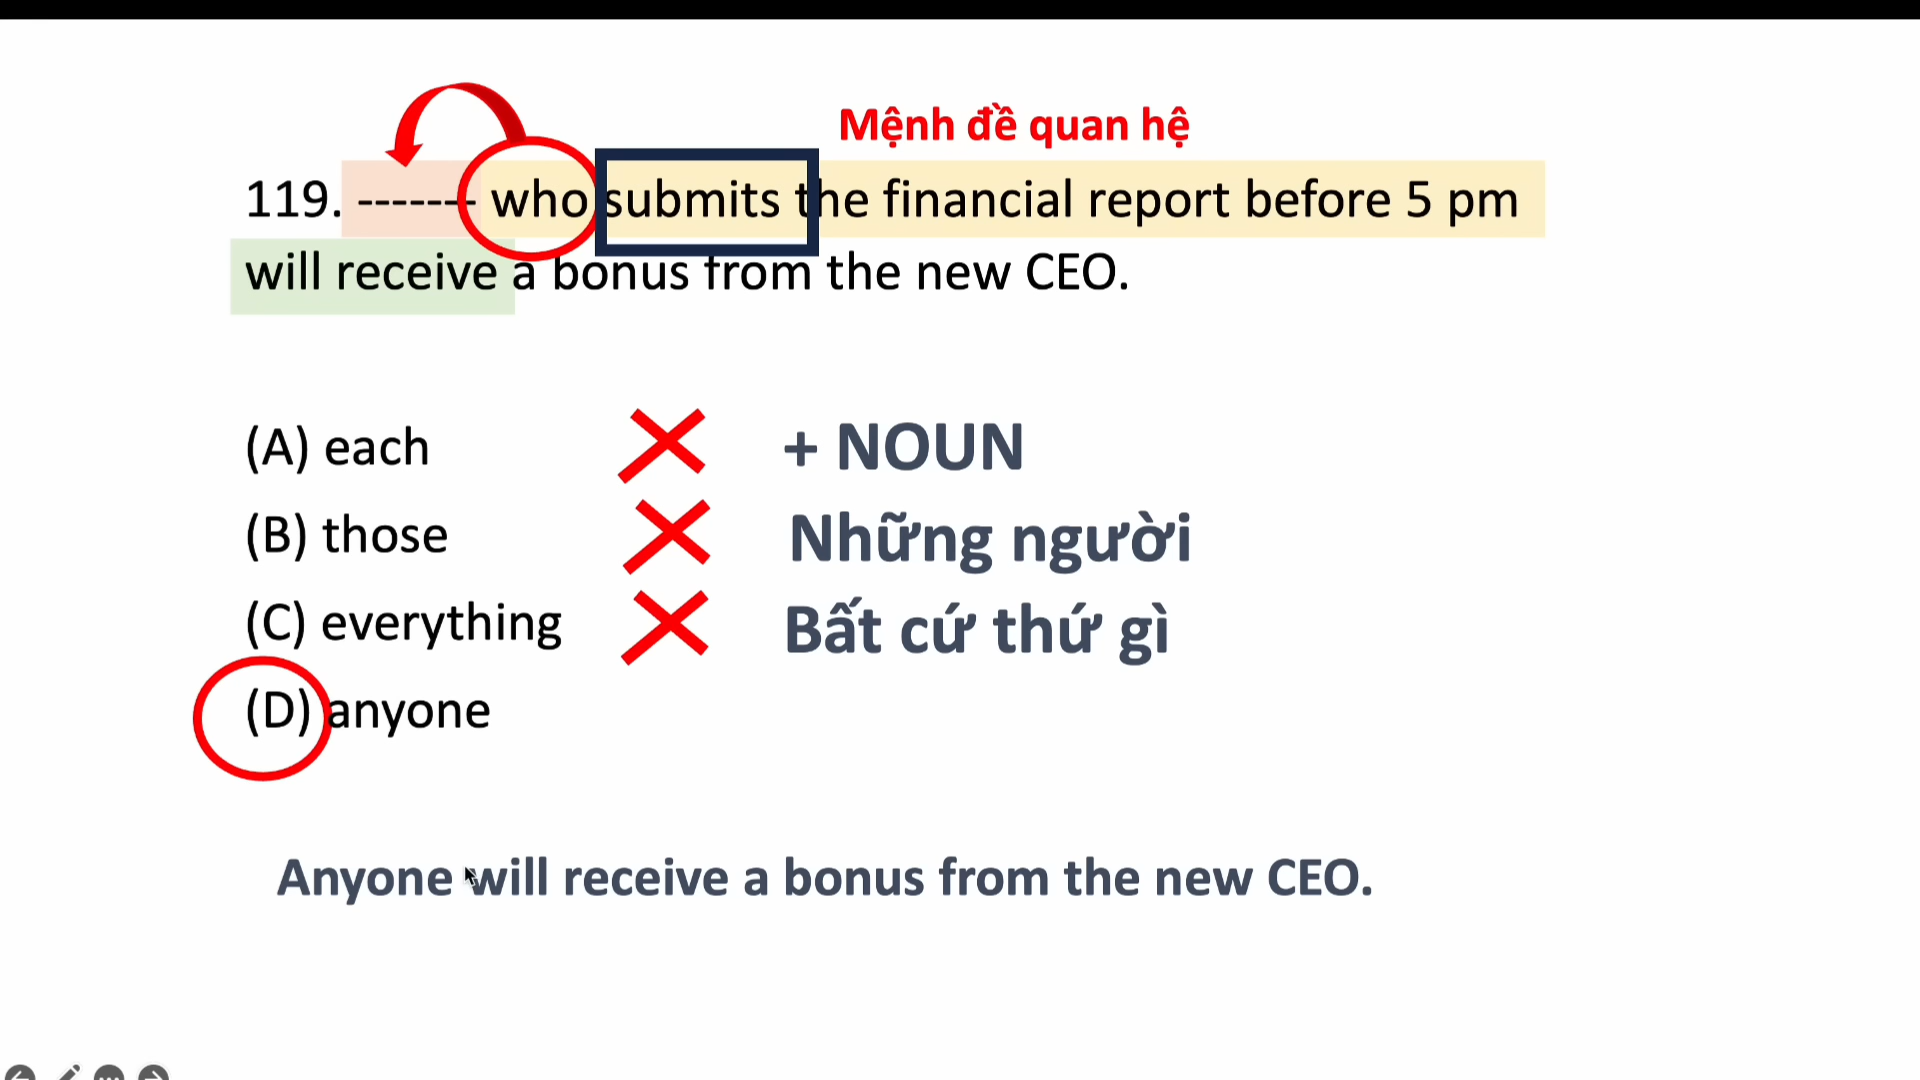 Mệnh đề quan hệ
119. ------- who submits the financial report before 5 pm
will receive a bonus from the new CEO.
(A) each + NOUN
(B) those Những người
(C) everything Bất cứ thứ gì
(D) anyone
Anyone will receive a bonus from the new CEO.